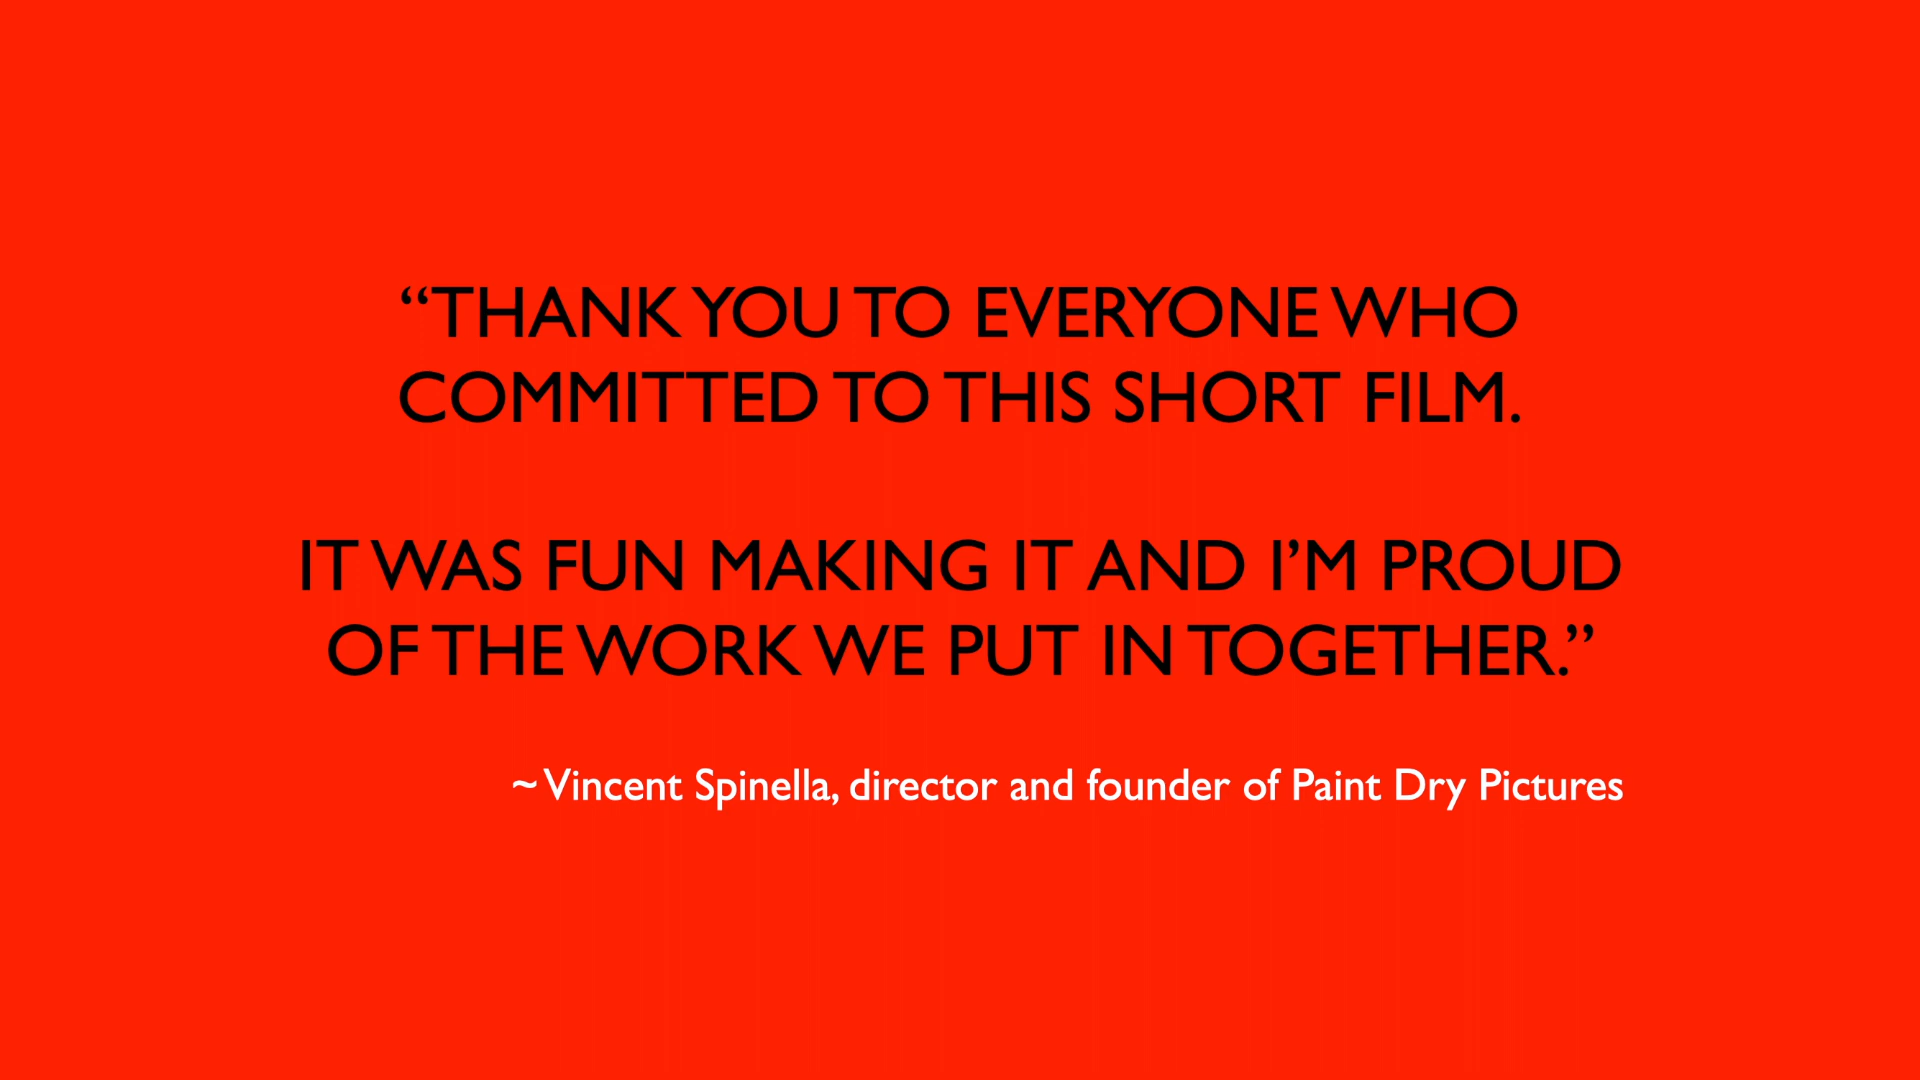 “THANK YOU TO EVERYONE WHO
COMMITTED TO THIS SHORT FILM.
IT WAS FUN MAKING IT AND I’M PROUD
OF THE WORK WE PUT IN TOGETHER.”
~ Vincent Spinella, director and founder of Paint Dry Pictures